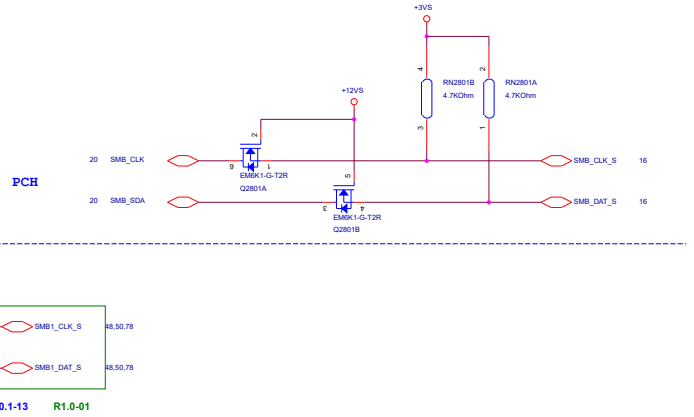 +3VS
4
2
RN2801B
RN2801A
4.7KOhm
4.7KOhm
3
1
+12VS
2
5
20 SMB_CLK
6
1
SMB_CLK_S 16
EM6K1-G-T2R
Q2801A
PCH
20 SMB_SDA
3
4
SMB_DAT_S 16
EM6K1-G-T2R
Q2801B
SMB1_CLK_S 48,50,78
SMB1_DAT_S 48,50,78
0.1-13 R1.0-01